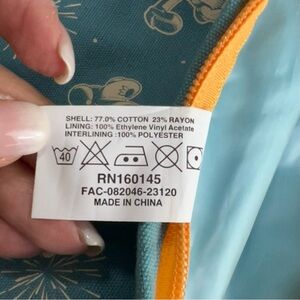 SHELL: 77.0% COTTON 23% RAYON
LINING: 100% Ethylene Vinyl Acetate
INTERLINING: 100% POLYESTER
40
RN160145
FAC-082046-23120
MADE IN CHINA